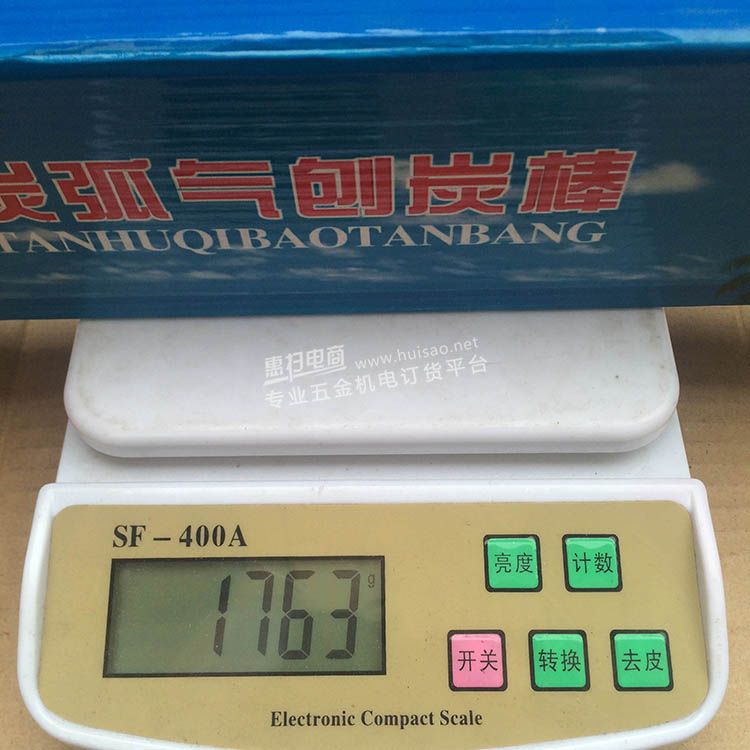 炭弧气刨炭棒
TANHUQIBAOTANBANG
惠扫电商 www.huisao.net
专业五金机电订货平台
SF-400A
亮度 计数
1763 g
开关 转换 去皮
Electronic Compact Scale